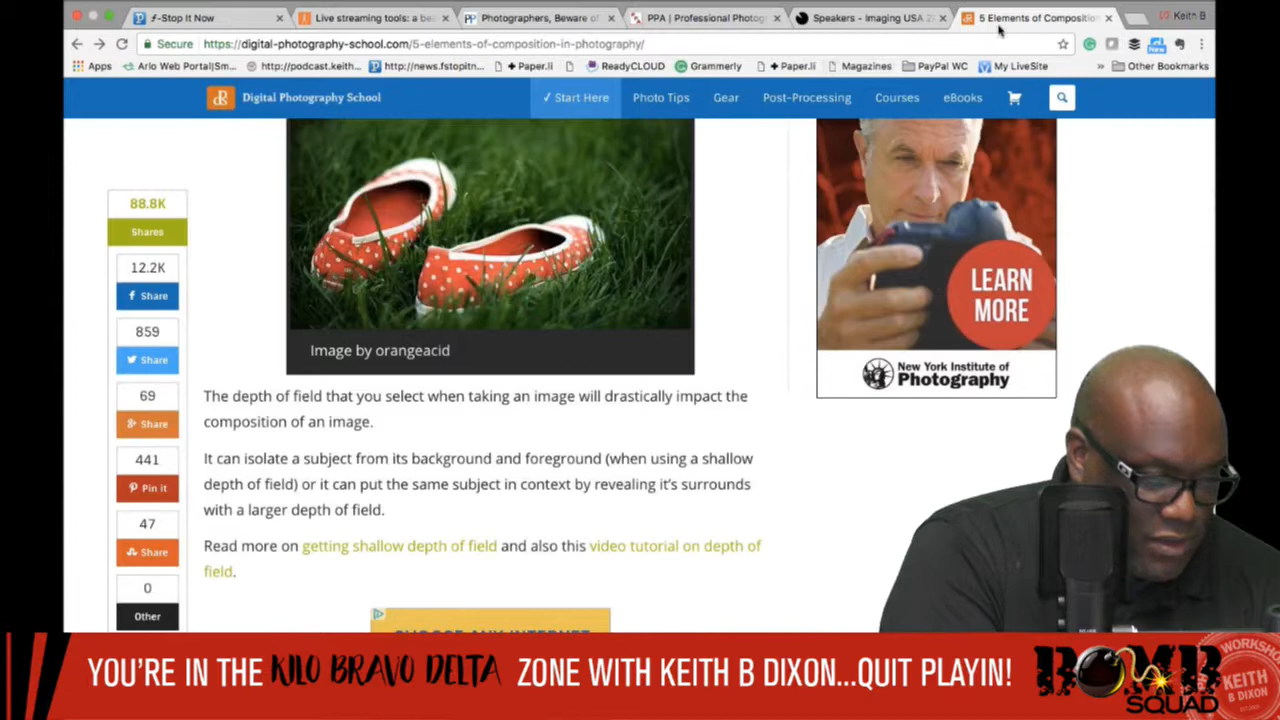 f-Stop It Now
Live streaming tools: a be
Photographers, Beware of
PPA | Professional Photog
Speakers - Imaging USA 2
5 Elements of Composition
Keith B
Secure
https://digital-photography-school.com/5-elements-of-composition-in-photography/
Apps
Arlo Web Portal|Sm...
http://podcast.keith...
http://news.fstopitn...
+ Paper.li
ReadyCLOUD
Grammerly
+ Paper.li
Magazines
PayPal WC
My LiveSite
»
Other Bookmarks
New
dPS
Digital Photography School
✓ Start Here
Photo Tips
Gear
Post-Processing
Courses
eBooks
88.8K
Shares
12.2K
Share
859
Share
69
Share
441
Pin it
47
Share
0
Other
Image by orangeacid
The depth of field that you select when taking an image will drastically impact the
composition of an image.
It can isolate a subject from its background and foreground (when using a shallow
depth of field) or it can put the same subject in context by revealing it's surrounds
with a larger depth of field.
Read more on getting shallow depth of field and also this video tutorial on depth of
field.
LEARN
MORE
New York Institute of
Photography
CHOOSE ANY INTERNET
YOU'RE IN THE KILO BRAVO DELTA ZONE WITH KEITH B DIXON...QUIT PLAYIN!
BOMB
SQUAD
WORKSHO
KEITH
B DIXON